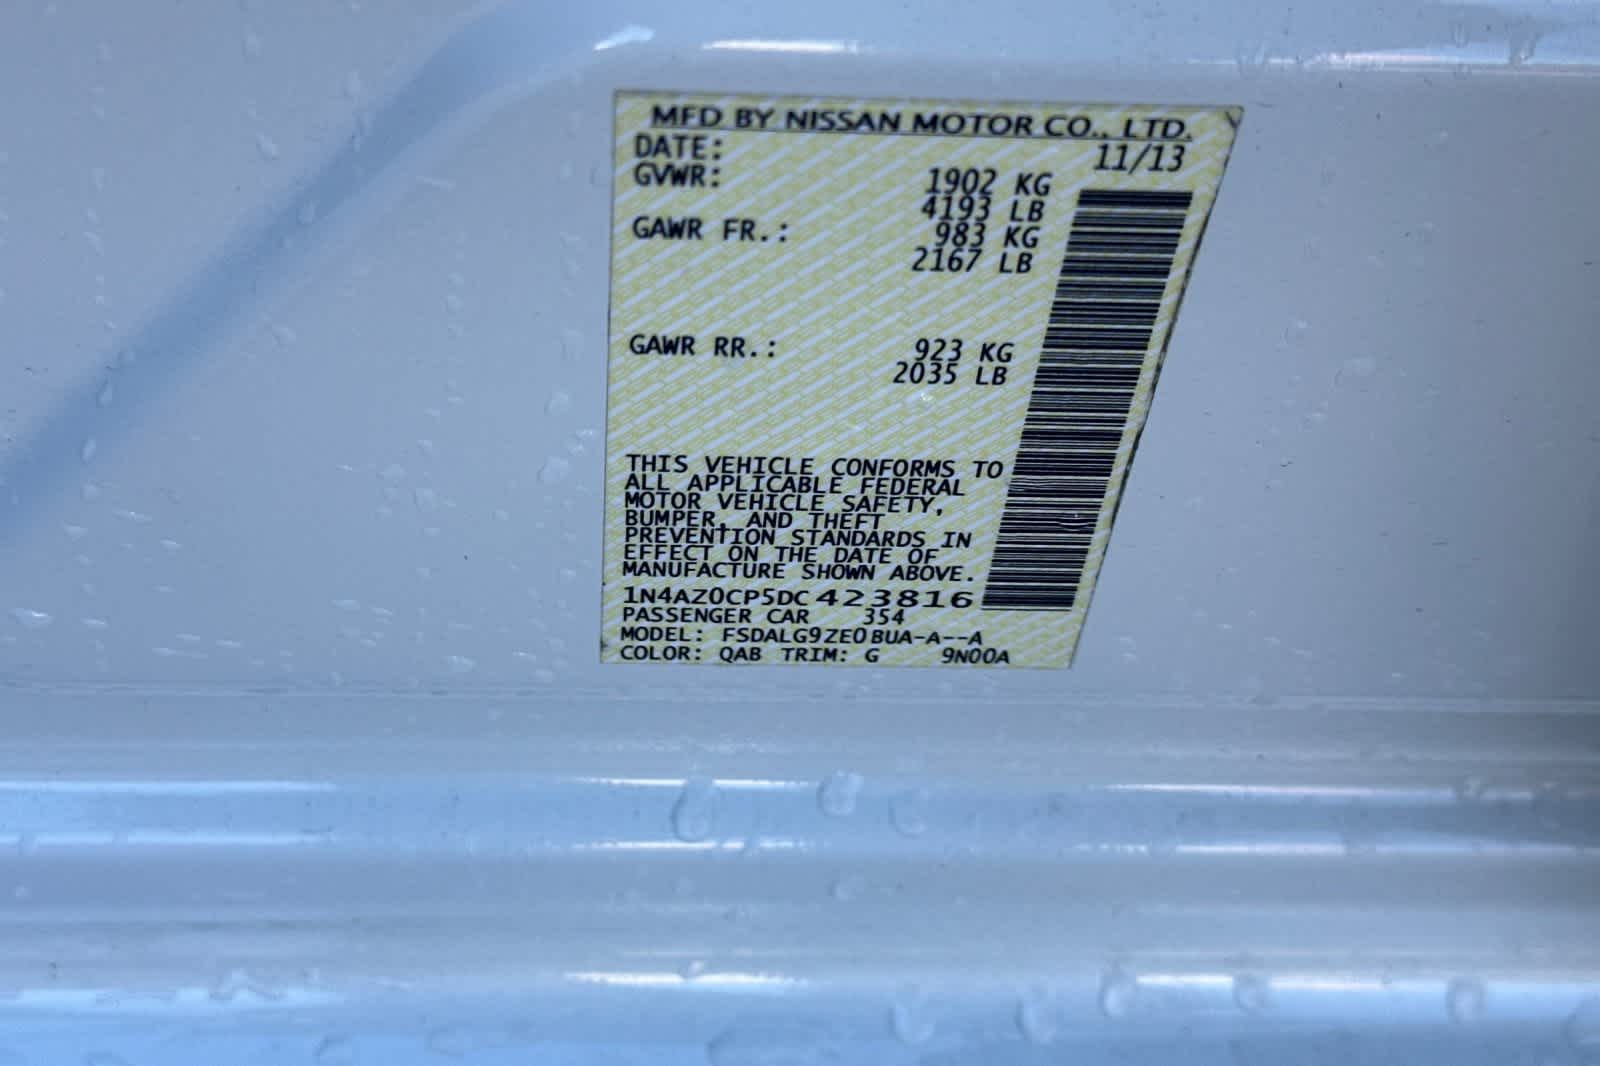 MFD BY NISSAN MOTOR CO., LTD.
DATE: 11/13
GVWR: 1902 KG
4193 LB
GAWR FR.: 983 KG
2167 LB
GAWR RR.: 923 KG
2035 LB
THIS VEHICLE CONFORMS TO
ALL APPLICABLE FEDERAL
MOTOR VEHICLE SAFETY,
BUMPER, AND THEFT
PREVENTION STANDARDS IN
EFFECT ON THE DATE OF
MANUFACTURE SHOWN ABOVE.
1N4AZ0CP5DC423816
PASSENGER CAR 354
MODEL: FSDALG9ZE0BUA-A--A
COLOR: QAB TRIM: G 9N00A